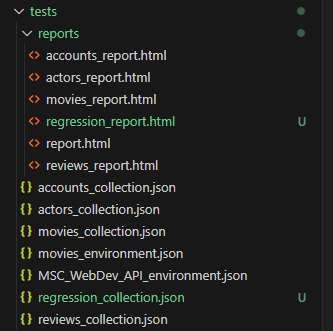 tests
reports
<> accounts_report.html
<> actors_report.html
<> movies_report.html
<> regression_report.html U
<> report.html
<> reviews_report.html
{} accounts_collection.json
{} actors_collection.json
{} movies_collection.json
{} movies_environment.json
{} MSC_WebDev_API_environment.json
{} regression_collection.json U
{} reviews_collection.json